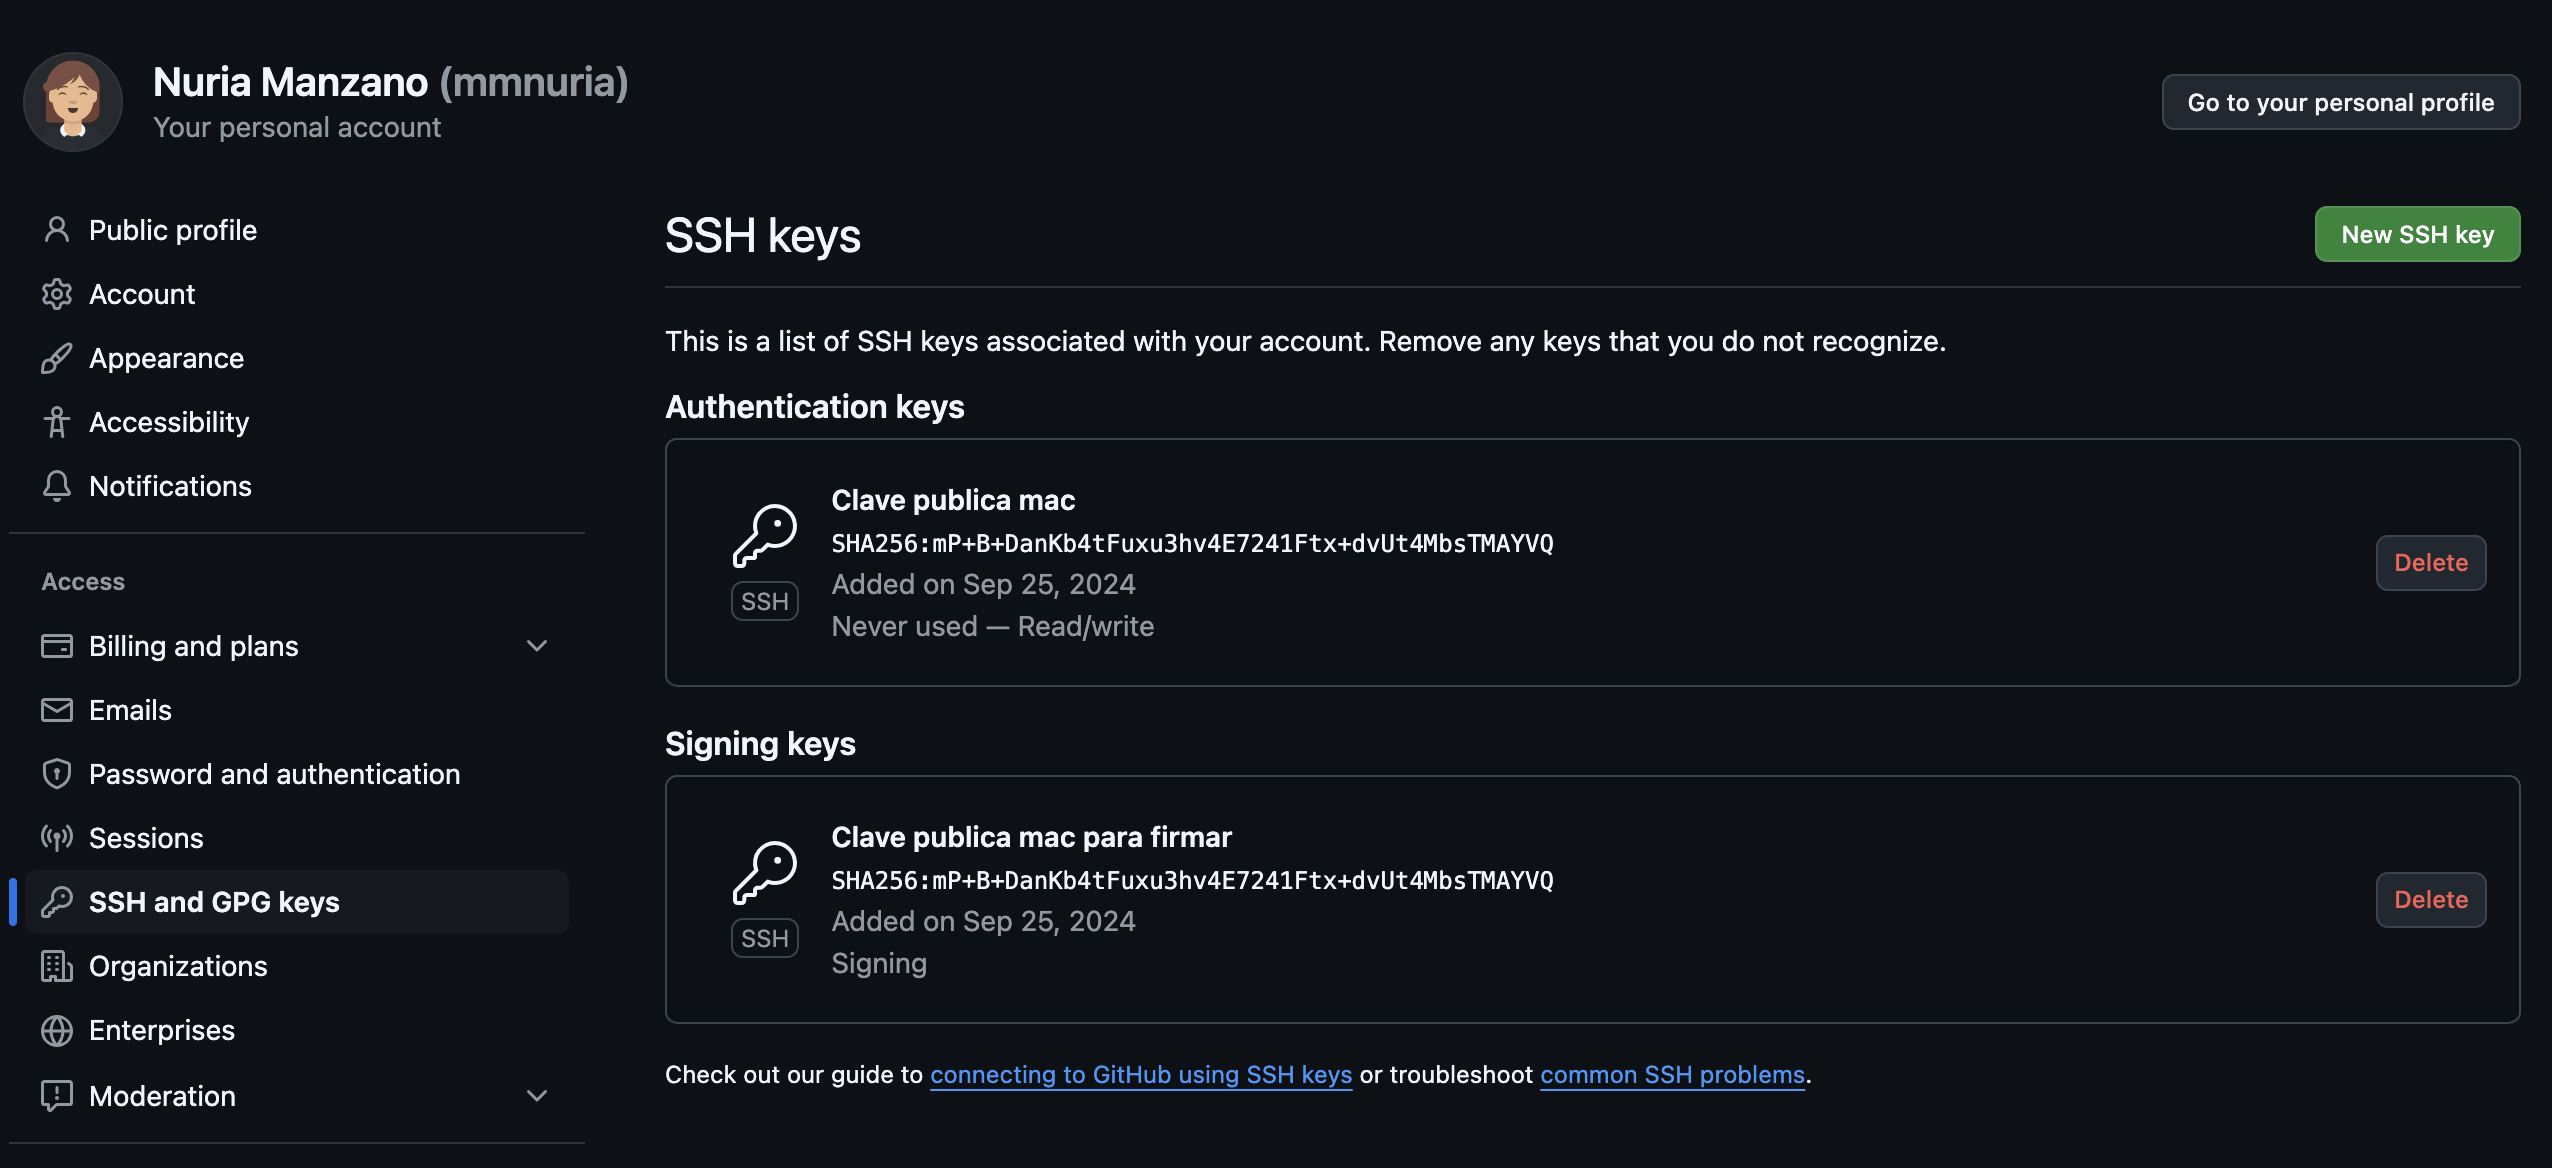 Nuria Manzano (mmnuria)
Your personal account
Go to your personal profile
Public profile
Account
Appearance
Accessibility
Notifications
Access
Billing and plans
Emails
Password and authentication
Sessions
SSH and GPG keys
Organizations
Enterprises
Moderation
SSH keys
New SSH key
This is a list of SSH keys associated with your account. Remove any keys that you do not recognize.
Authentication keys
Clave publica mac
SHA256:mP+B+DanKb4tFuxu3hv4E7241Ftx+dvUt4MbsTMAYVQ
Added on Sep 25, 2024
Never used — Read/write
SSH
Delete
Signing keys
Clave publica mac para firmar
SHA256:mP+B+DanKb4tFuxu3hv4E7241Ftx+dvUt4MbsTMAYVQ
Added on Sep 25, 2024
Signing
SSH
Delete
Check out our guide to connecting to GitHub using SSH keys or troubleshoot common SSH problems.